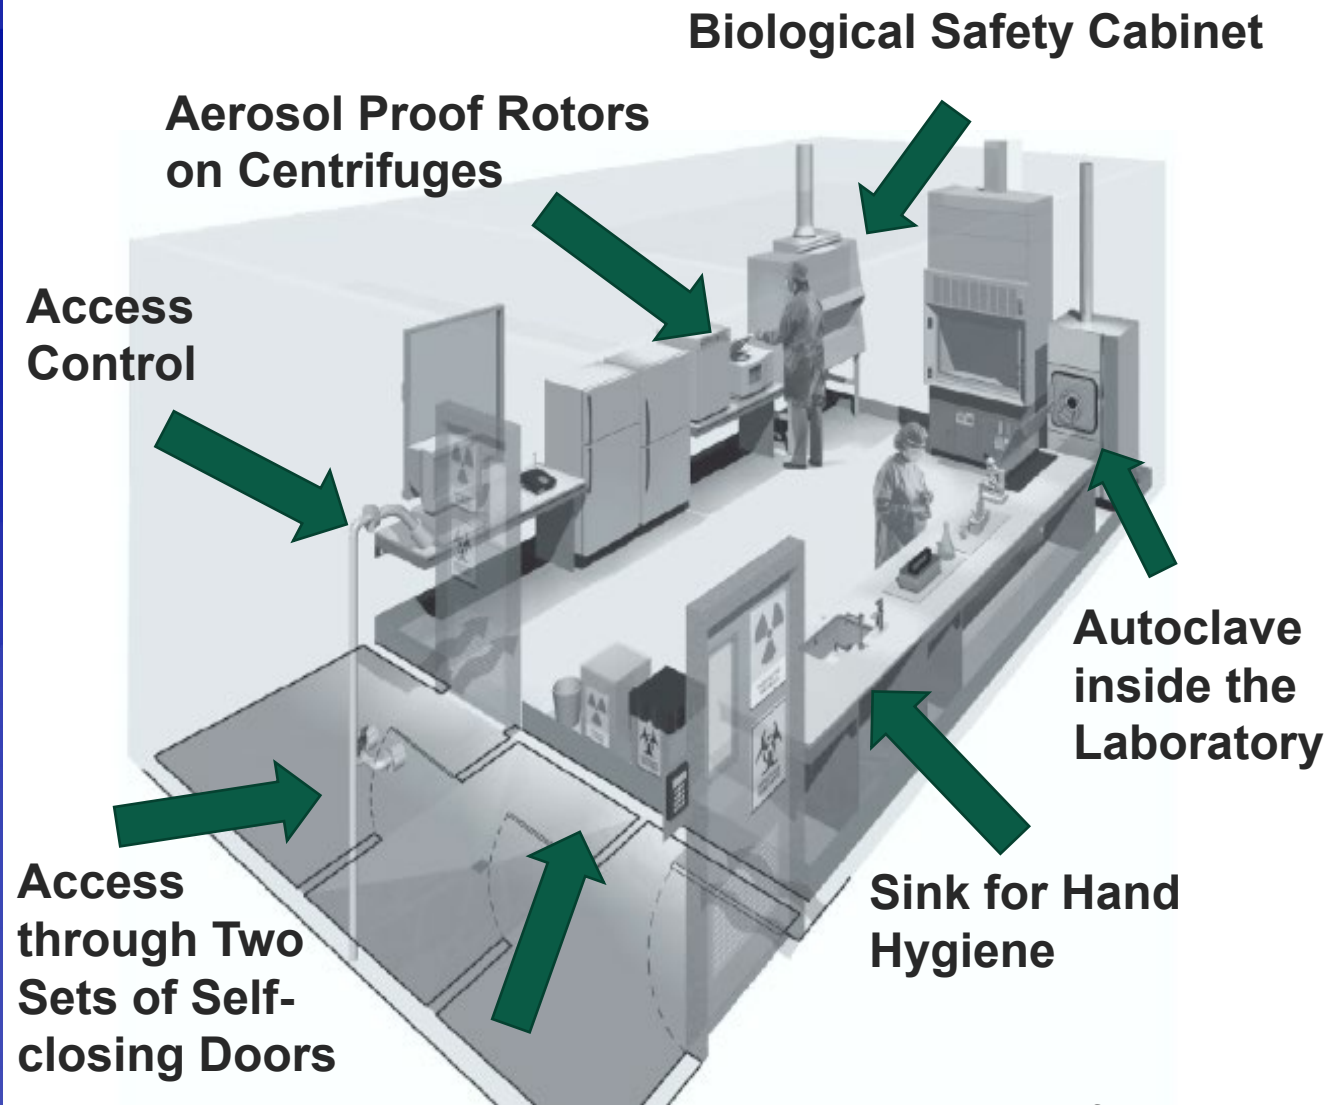 Biological Safety Cabinet
Aerosol Proof Rotors
on Centrifuges
Access
Control
Autoclave
inside the
Laboratory
Sink for Hand
Hygiene
Access
through Two
Sets of Self-
closing Doors